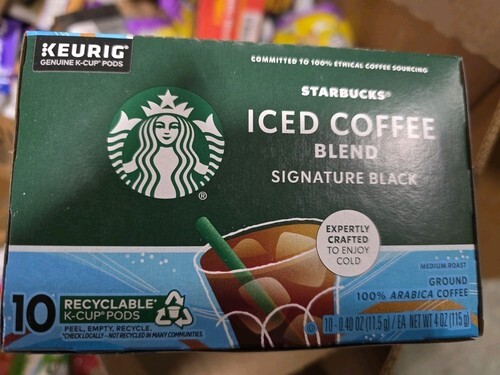 KEURIG®
GENUINE K-CUP® PODS
COMMITTED TO 100% ETHICAL COFFEE SOURCING
STARBUCKS®
ICED COFFEE
BLEND
SIGNATURE BLACK
®
EXPERTLY
CRAFTED
TO ENJOY
COLD
MEDIUM ROAST
GROUND
100% ARABICA COFFEE
10 RECYCLABLE*
K-CUP® PODS
PEEL, EMPTY, RECYCLE.
*CHECK LOCALLY - NOT RECYCLED IN MANY COMMUNITIES
10 - 0.40 OZ (11.5 g) / EA NET WT 4 OZ (115 g)